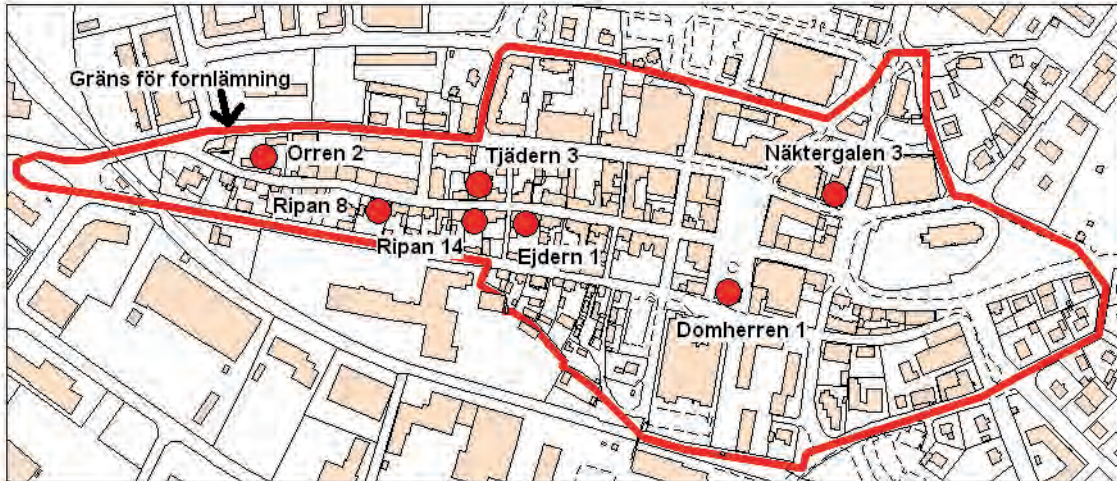 Gräns för fornlämning
Orren 2
Tjädern 3
Näktergalen 3
Ripan 8
Ripan 14
Ejdern 1
Domherren 1